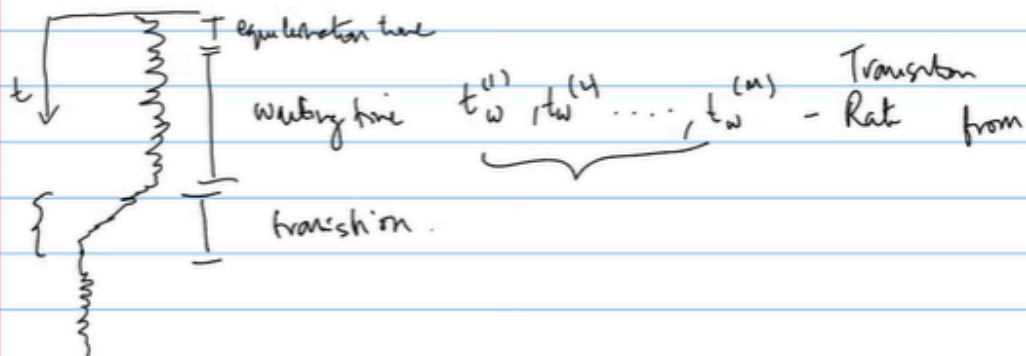 equilibration time
t
waiting time t_w^(1), t_w^(2) ....., t_w^(m) - Transition Rate from
transition.